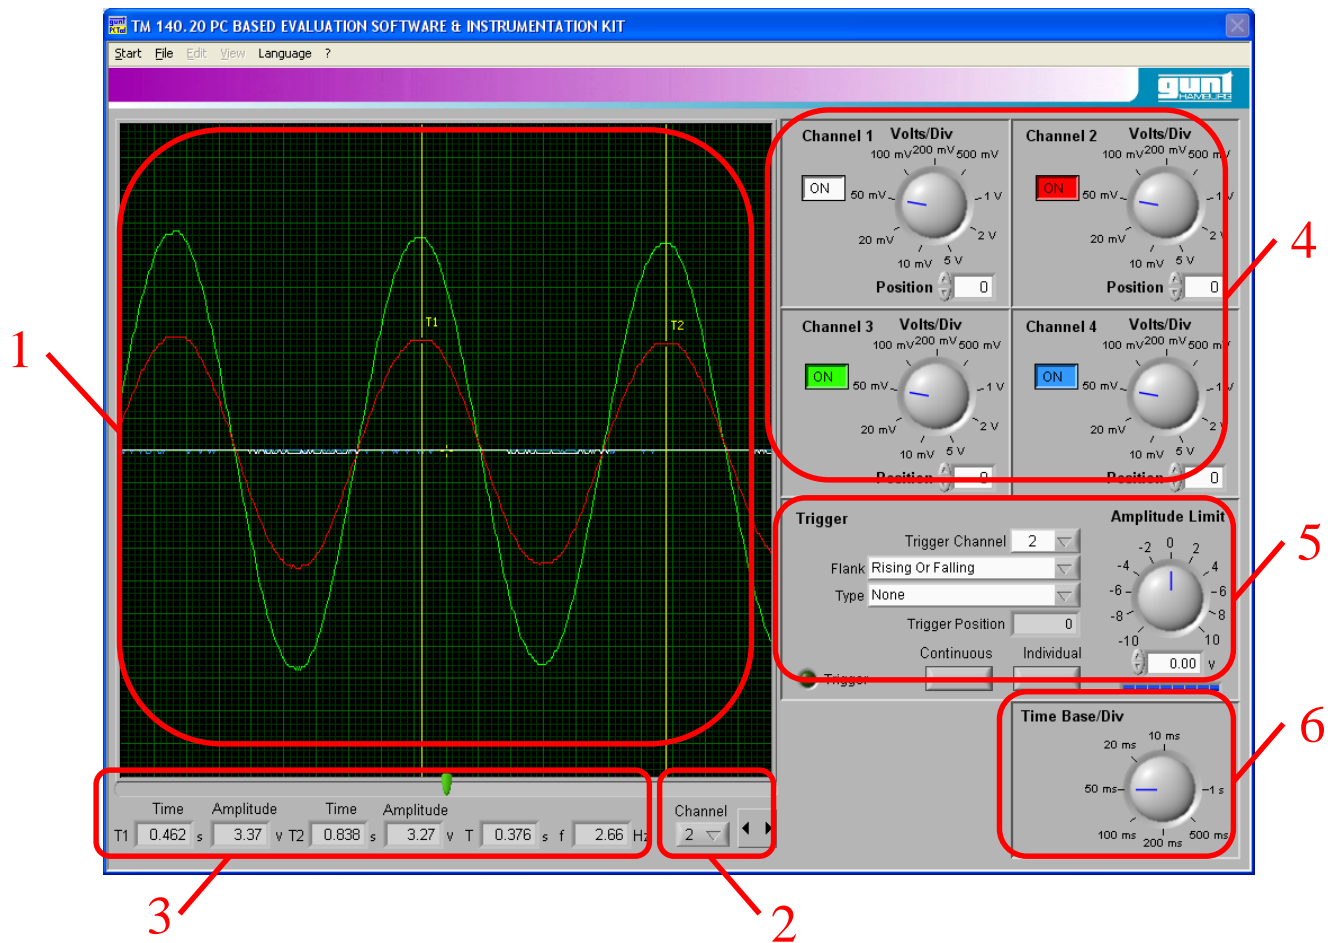 TM 140.20 PC BASED EVALUATION SOFTWARE & INSTRUMENTATION KIT
Start File Edit View Language ?
gunt
HAMBURG
Channel 1 Volts/Div
100 mV 200 mV 500 mV
ON
50 mV 1 V
20 mV 2 V
10 mV 5 V
Position 0
Channel 2 Volts/Div
100 mV 200 mV 500 mV
ON
50 mV 1 V
20 mV 2 V
10 mV 5 V
Position 0
4
T1
T2
1
Channel 3 Volts/Div
100 mV 200 mV 500 mV
ON
50 mV 1 V
20 mV 2 V
10 mV 5 V
Position 0
Channel 4 Volts/Div
100 mV 200 mV 500 mV
ON
50 mV 1 V
20 mV 2 V
10 mV 5 V
Position 0
Trigger
Trigger Channel 2
Flank Rising Or Falling
Type None
Trigger Position 0
Continuous Individual
Trigger
Amplitude Limit
-2 0 2
-4 4
-6 6
-8 8
-10 10
0.00 v
5
Time Base/Div
20 ms 10 ms
50 ms 1 s
100 ms 200 ms 500 ms
6
Time Amplitude Time Amplitude
T1 0.462 s 3.37 v T2 0.838 s 3.27 v T 0.376 s f 2.66 Hz
Channel
2
3
2